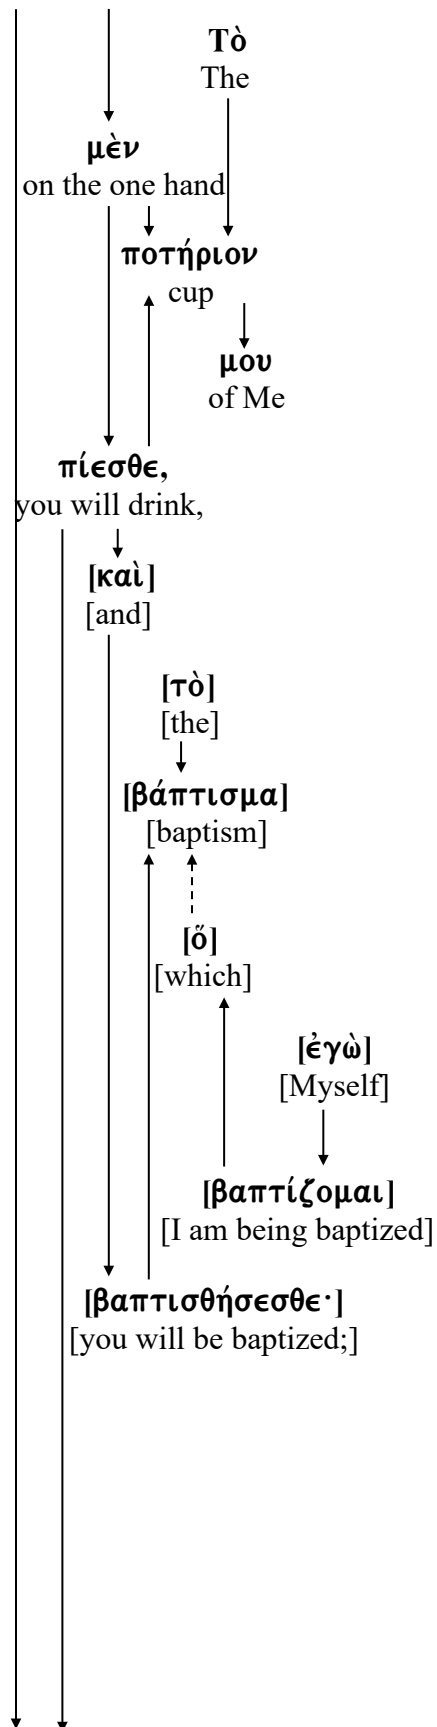 Τὸ
The
μὲν
on the one hand
ποτήριον
cup
μου
of Me
πίεσθε,
you will drink,
[καὶ]
[and]
[τὸ]
[the]
[βάπτισμα]
[baptism]
[ὅ]
[which]
[ἐγὼ]
[Myself]
[βαπτίζομαι]
[I am being baptized]
[βαπτισθήσεσθε·]
[you will be baptized;]